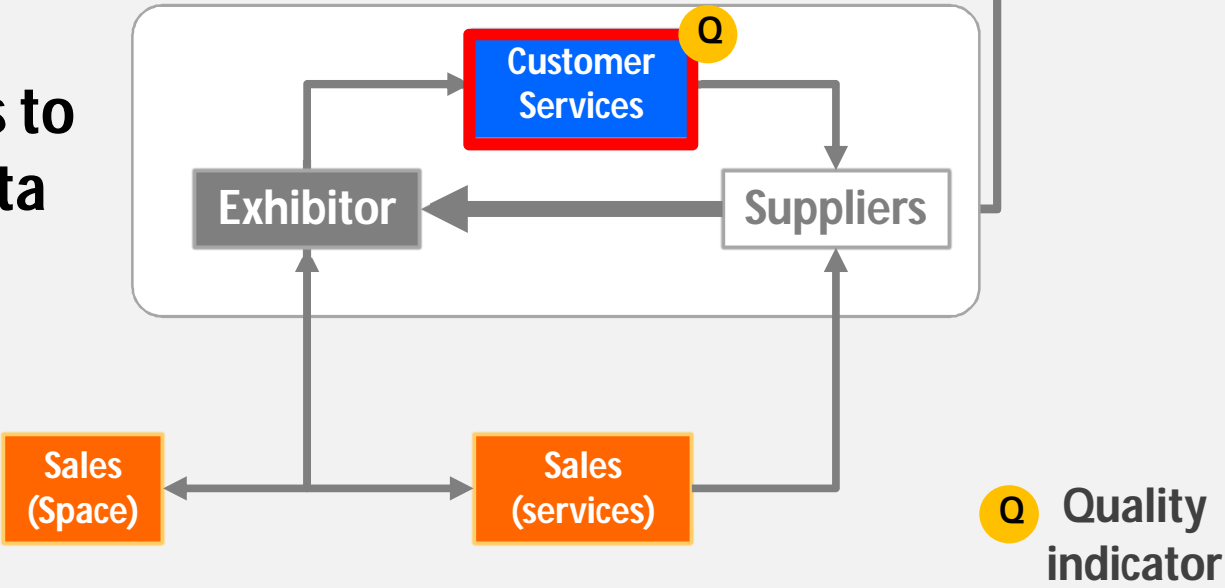 Q
Customer
Services
s to
ta
Exhibitor
Suppliers
Sales
(Space)
Sales
(services)
Q
Quality
indicator